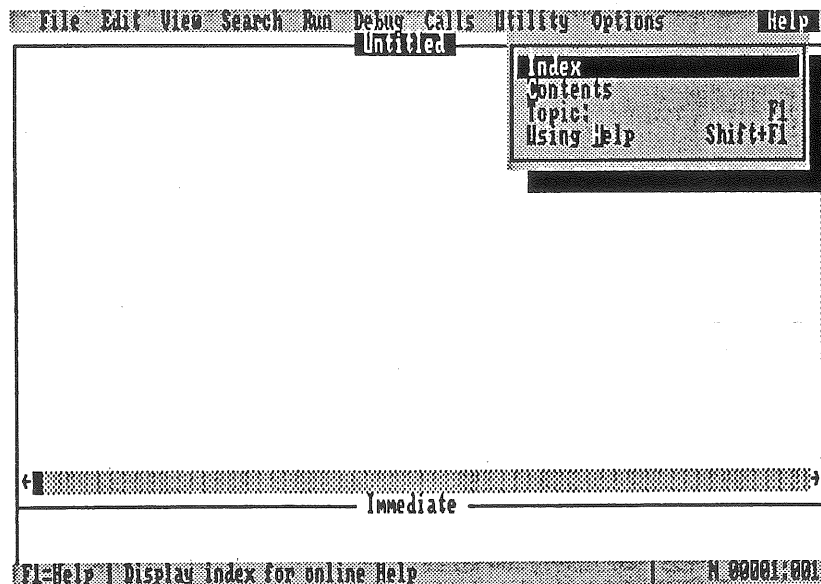 File Edit View Search Run Debug Calls Utility Options Help
Untitled
Index
Contents
Topic: F1
Using Help Shift+F1
Immediate
F1=Help | Display index for online Help N 00001:001